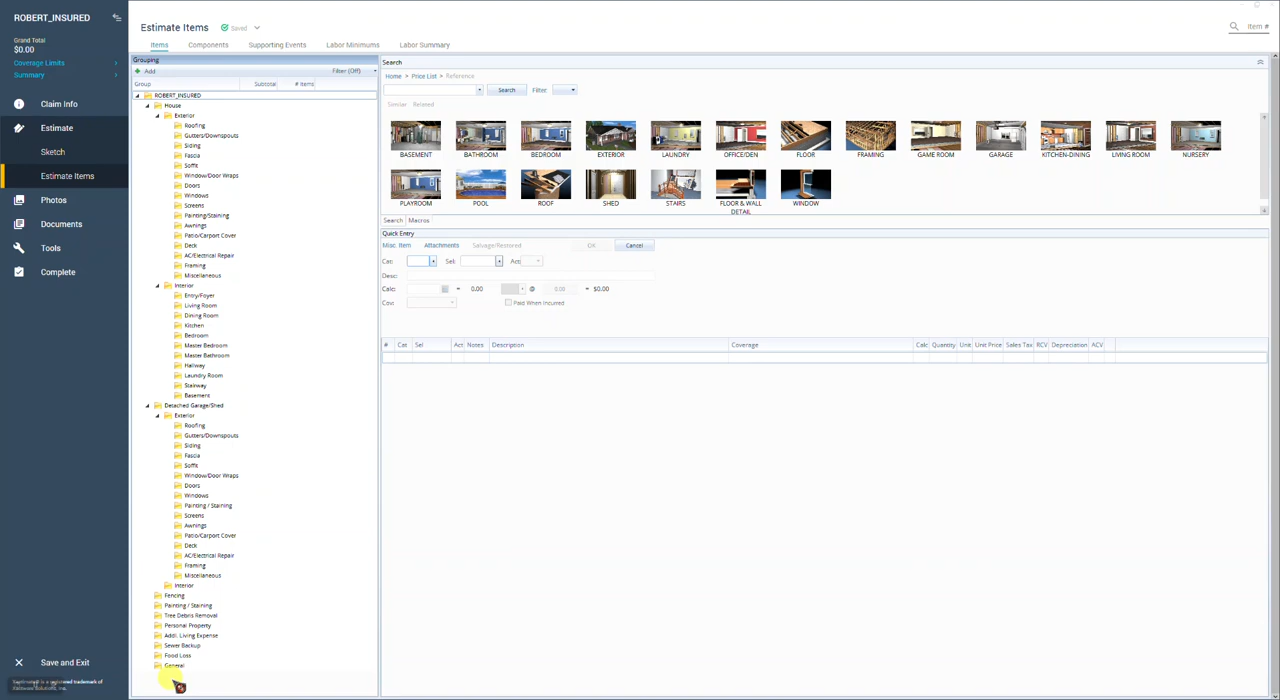 ROBERT_INSURED
Grand Total
$0.00
Coverage Limits
Summary
Claim Info
Estimate
Sketch
Estimate Items
Photos
Documents
Tools
Complete
Save and Exit
Estimate Items
Saved
Item #
Items
Components
Supporting Events
Labor Minimums
Labor Summary
Grouping
Add
Filter (Off)
Group
Subtotal
# Items
ROBERT_INSURED
House
Exterior
Roofing
Gutters/Downspouts
Siding
Fascia
Soffit
Window/Door Wraps
Doors
Windows
Screens
Painting/Staining
Awnings
Patio/Carport Cover
Deck
AC/Electrical Repair
Framing
Miscellaneous
Interior
Entry/Foyer
Living Room
Dining Room
Kitchen
Bedroom
Master Bedroom
Master Bathroom
Hallway
Laundry Room
Stairway
Basement
Detached Garage/Shed
Exterior
Roofing
Gutters/Downspouts
Siding
Fascia
Soffit
Window/Door Wraps
Doors
Windows
Painting / Staining
Screens
Awnings
Patio/Carport Cover
Deck
AC/Electrical Repair
Framing
Miscellaneous
Interior
Fencing
Painting / Staining
Tree Debris Removal
Personal Property
Addl. Living Expense
Sewer Backup
Food Loss
General
Search
Home > Price List > Reference
Search
Filter
Similar Related
BASEMENT
BATHROOM
BEDROOM
EXTERIOR
LAUNDRY
OFFICE/DEN
FLOOR
FRAMING
GAME ROOM
GARAGE
KITCHEN-DINING
LIVING ROOM
NURSERY
PLAYROOM
POOL
ROOF
SHED
STAIRS
FLOOR & WALL DETAIL
WINDOW
Search Macros
Quick Entry
Misc. Item
Attachments
Salvage/Restored
OK
Cancel
Cat:
Sel:
Act:
Desc:
Calc:
= 0.00
@ 0.00
= $0.00
Cov:
Paid When Incurred
#
Cat
Sel
Act
Notes
Description
Coverage
Calc
Quantity
Unit
Unit Price
Sales Tax
RCV
Depreciation
ACV